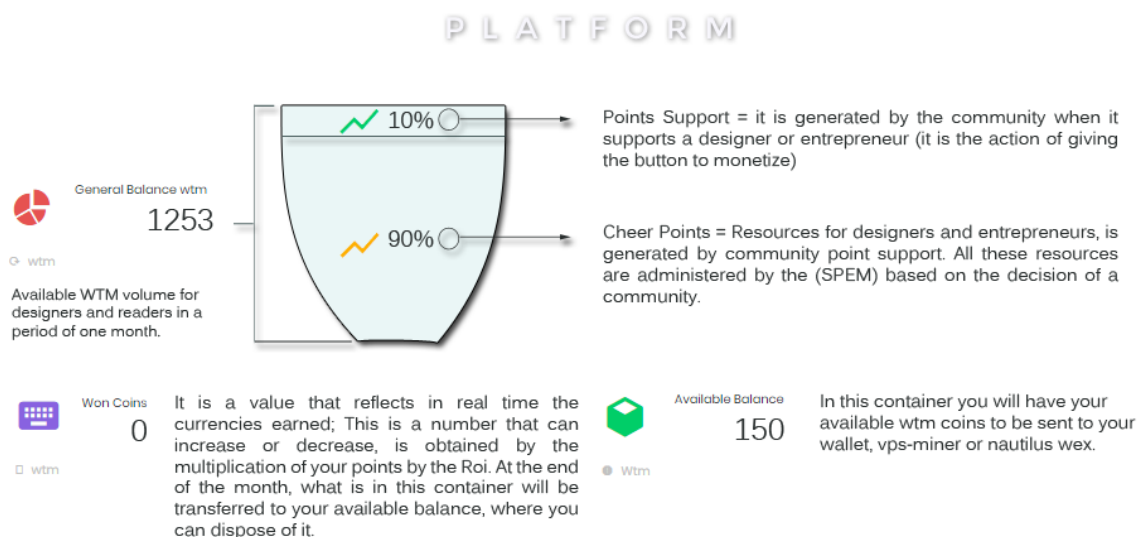 PLATFORM
10%
Points Support = it is generated by the community when it
supports a designer or entrepreneur (it is the action of giving
the button to monetize)
General Balance wtm
1253
wtm
Available WTM volume for
designers and readers in a
period of one month.
90%
Cheer Points = Resources for designers and entrepreneurs, is
generated by community point support. All these resources
are administered by the (SPEM) based on the decision of a
community.
Won Coins
0
wtm
It is a value that reflects in real time the
currencies earned; This is a number that can
increase or decrease, is obtained by the
multiplication of your points by the Roi. At the end
of the month, what is in this container will be
transferred to your available balance, where you
can dispose of it.
Available Balance
150
Wtm
In this container you will have your
available wtm coins to be sent to your
wallet, vps-miner or nautilus wex.